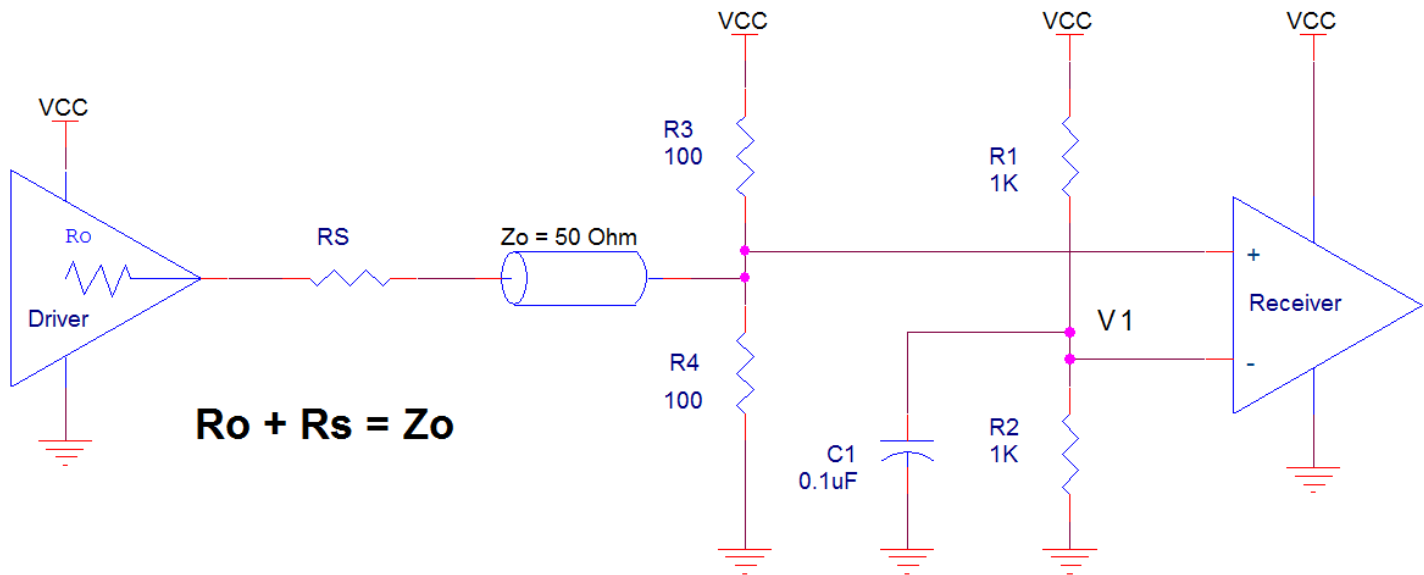 VCC
VCC
VCC
VCC
R3
100
R1
1K
Ro
RS
Zo = 50 Ohm
+
Driver
Receiver
V1
-
R4
100
Ro + Rs = Zo
R2
1K
C1
0.1uF